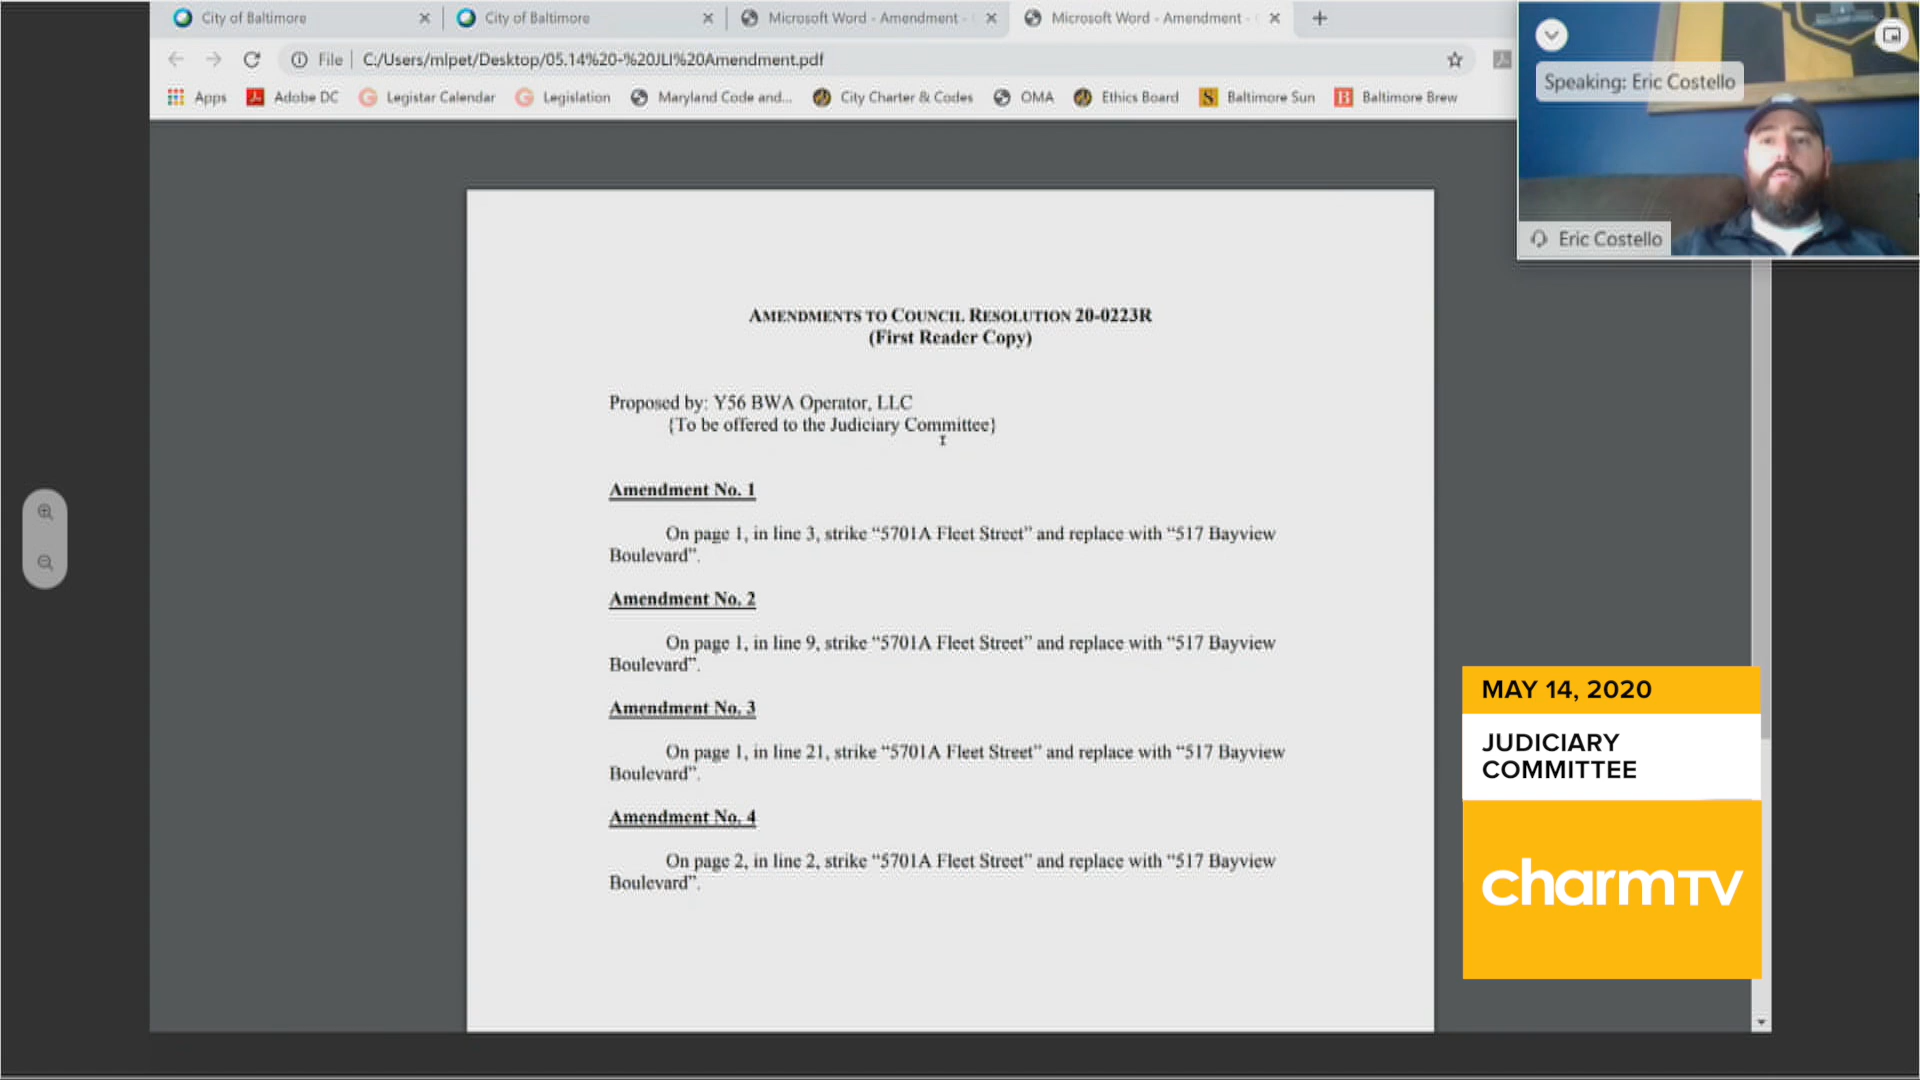 City of Baltimore
City of Baltimore
Microsoft Word - Amendment -
Microsoft Word - Amendment -
File | C:/Users/mlpet/Desktop/05.14%20-%20JLI%20Amendment.pdf
Apps Adobe DC Legistar Calendar Legislation Maryland Code and... City Charter & Codes OMA Ethics Board Baltimore Sun Baltimore Brew
Speaking: Eric Costello
Eric Costello
AMENDMENTS TO COUNCIL RESOLUTION 20-0223R
(First Reader Copy)
Proposed by: Y56 BWA Operator, LLC
{To be offered to the Judiciary Committee}
Amendment No. 1
On page 1, in line 3, strike “5701A Fleet Street” and replace with “517 Bayview
Boulevard”.
Amendment No. 2
On page 1, in line 9, strike “5701A Fleet Street” and replace with “517 Bayview
Boulevard”.
Amendment No. 3
On page 1, in line 21, strike “5701A Fleet Street” and replace with “517 Bayview
Boulevard”.
Amendment No. 4
On page 2, in line 2, strike “5701A Fleet Street” and replace with “517 Bayview
Boulevard”.
MAY 14, 2020
JUDICIARY
COMMITTEE
charmTV